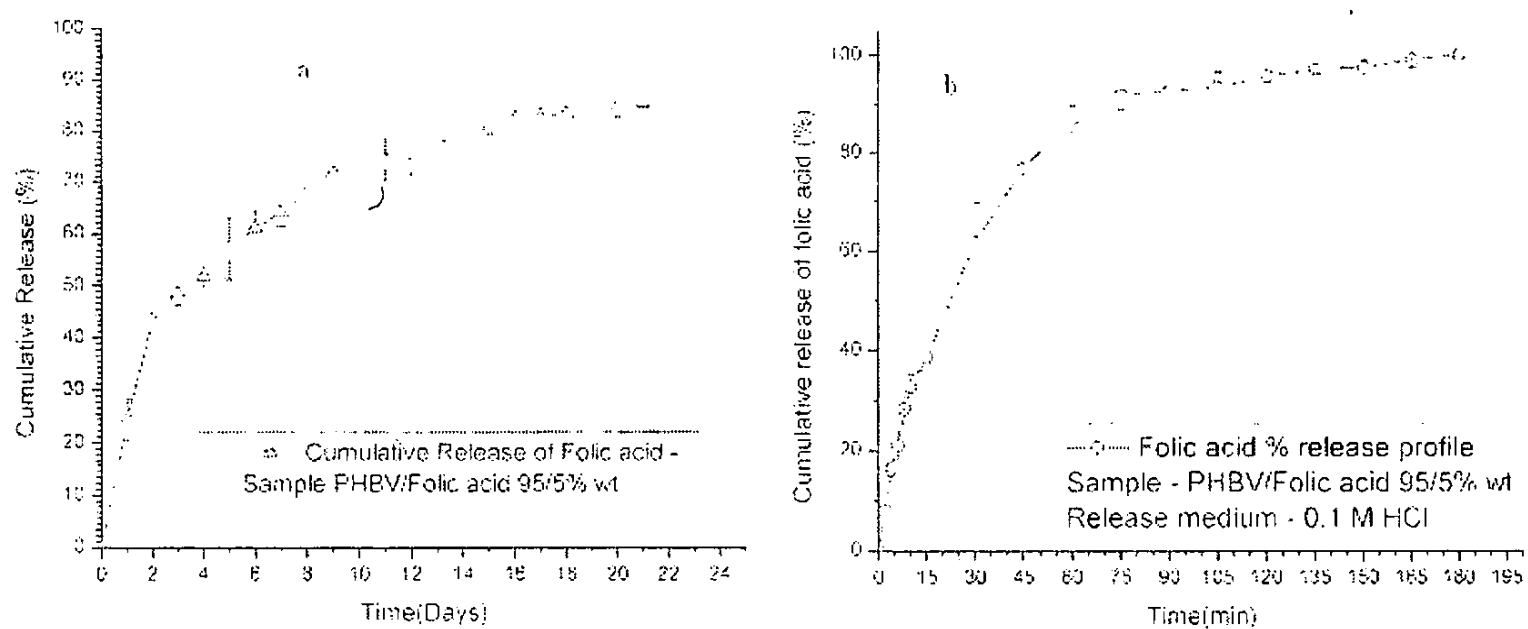 a
Cumulative Release (%)
100
90
80
70
60
50
40
30
20
10
0
0 2 4 6 8 10 12 14 16 18 20 22 24
Time(Days)
Cumulative Release of Folic acid -
Sample PHBV/Folic acid 95/5% wt
b
Cumulative release of folic acid (%)
100
80
60
40
20
0
0 15 30 45 60 75 90 105 120 135 150 165 180 195
Time(min)
Folic acid % release profile
Sample - PHBV/Folic acid 95/5% wt
Release medium - 0.1 M HCl